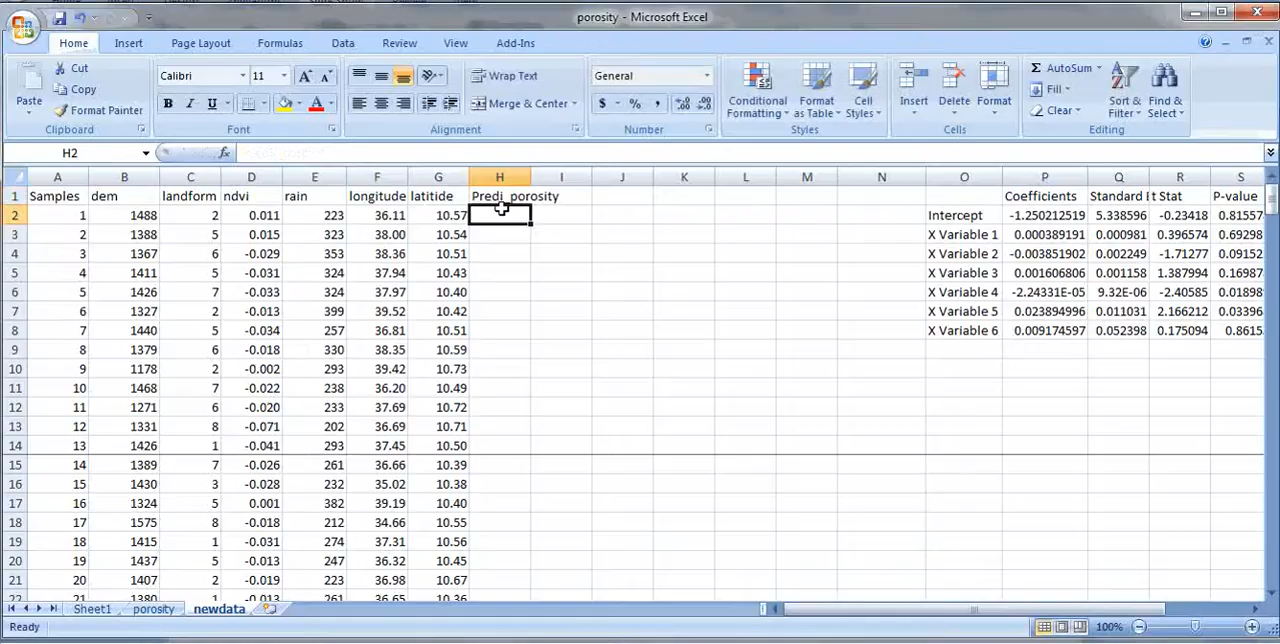 porosity - Microsoft Excel
Home Insert Page Layout Formulas Data Review View Add-Ins
Cut Calibri 11 A A Wrap Text General AutoSum
Paste Copy Fill
Format Painter B I U A Merge & Center $ % , Conditional Formatting Format as Table Cell Styles Insert Delete Format Clear Sort & Filter Find & Select
Clipboard Font Alignment Number Styles Cells Editing
H2 fx
A B C D E F G H I J K L M N O P Q R S
1 Samples dem landform ndvi rain longitude latitide Predi_porosity Coefficients Standard t Stat P-value
2 1 1488 2 0.011 223 36.11 10.57 Intercept -1.250212519 5.338596 -0.23418 0.81557
3 2 1388 5 0.015 323 38.00 10.54 X Variable 1 0.000389191 0.000981 0.396574 0.69298
4 3 1367 6 -0.029 353 38.36 10.51 X Variable 2 -0.003851902 0.002249 -1.71277 0.09152
5 4 1411 5 -0.031 324 37.94 10.43 X Variable 3 0.001606806 0.001158 1.387994 0.16987
6 5 1426 7 -0.033 324 37.97 10.40 X Variable 4 -2.24331E-05 9.32E-06 -2.40585 0.01898
7 6 1327 2 -0.013 399 39.52 10.42 X Variable 5 0.023894996 0.011031 2.166212 0.03396
8 7 1440 5 -0.034 257 36.81 10.51 X Variable 6 0.009174597 0.052398 0.175094 0.8615
9 8 1379 6 -0.018 330 38.35 10.59
10 9 1178 2 -0.002 293 39.42 10.73
11 10 1468 7 -0.022 238 36.20 10.49
12 11 1271 6 -0.020 233 37.69 10.72
13 12 1331 8 -0.071 202 36.69 10.71
14 13 1426 1 -0.041 293 37.45 10.50
15 14 1389 7 -0.026 261 36.66 10.39
16 15 1430 3 -0.028 232 35.02 10.38
17 16 1324 5 0.001 382 39.19 10.40
18 17 1575 8 -0.018 212 34.66 10.55
19 18 1415 1 -0.031 274 37.31 10.56
20 19 1437 5 -0.013 247 36.32 10.45
21 20 1407 2 -0.019 223 36.98 10.67
22 21 1380 1 -0.013 261 36.65 10.36
Sheet1 porosity newdata
Ready 100%